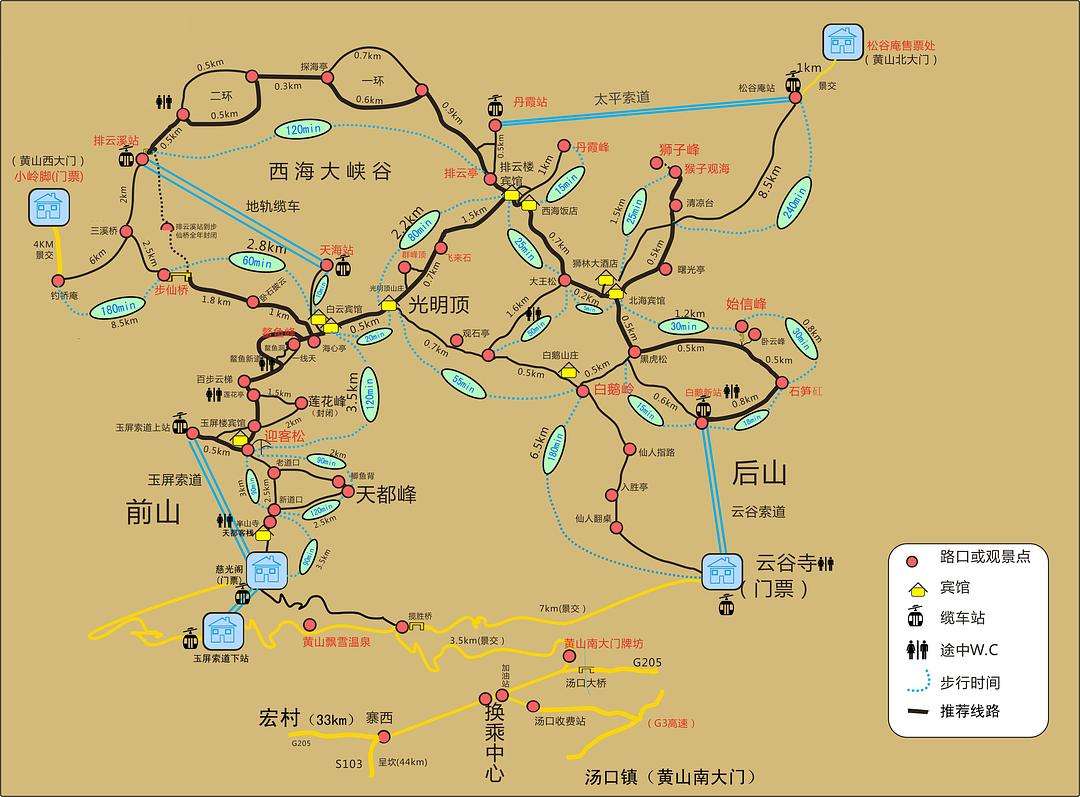 松谷庵售票处
（黄山北大门）
1km
景交
松谷庵站
太平索道
丹霞站
0.7km
一环
0.6km
探海亭
0.3km
0.5km
二环
0.5km
0.9km
0.5km
120min
排云溪站
0.5km
（黄山西大门）
小岭脚(门票)
西海大峡谷
地轨缆车
排云亭
排云楼
宾馆
0.5km
1km
丹霞峰
15min
西海饭店
狮子峰
猴子观海
清凉台
8.5km
240min
2km
三溪桥
4KM
景交
6km
钓桥庵
180min
8.5km
2.5km
步仙桥
排云溪站到步
仙桥全年封闭
2.8km
60min
1.8 km
卧石披云
1 km
天海站
白云宾馆
海心亭
0.5km
20min
2.2km
80min
1.5km
飞来石
群峰顶
0.7km
光明顶山庄
光明顶
25min
0.7km
大王松
1.5km
25min
狮林大酒店
0.5km
曙光亭
北海宾馆
0.2Km
1.6km
观石亭
0.7km
0.5km
55min
白鹅山庄
0.5km
白鹅岭
0.5km
黑虎松
1.2km
30min
始信峰
卧云峰
0.5km
30min
0.8km
0.5km
石笋矼
0.8km
白鹅新站
0.6km
15min
鳌鱼峰
鳌鱼洞
一线天
鳌鱼新道
百步云梯
莲花亭
1.5km
莲花峰
（封闭）
2km
3.5km
120min
玉屏索道上站
玉屏楼宾馆
0.5km
迎客松
玉屏索道
前山
老道口
2km
鲫鱼背
天都峰
3km
2.5km
新道口
120min
2.5km
半山寺
天都客栈
3.5km
慈光阁
（门票）
玉屏索道下站
6.5km
180min
仙人指路
入胜亭
仙人翻桌
后山
云谷索道
云谷寺
（门票）
揽胜桥
7km(景交）
黄山飘雪温泉
3.5km(景交）
黄山南大门牌坊
G205
汤口大桥
加油站
换乘中心
汤口收费站
（G3高速）
宏村（33km）
寨西
G205
S103
呈坎(44km)
汤口镇（黄山南大门）
路口或观景点
宾馆
缆车站
途中W.C
步行时间
推荐线路